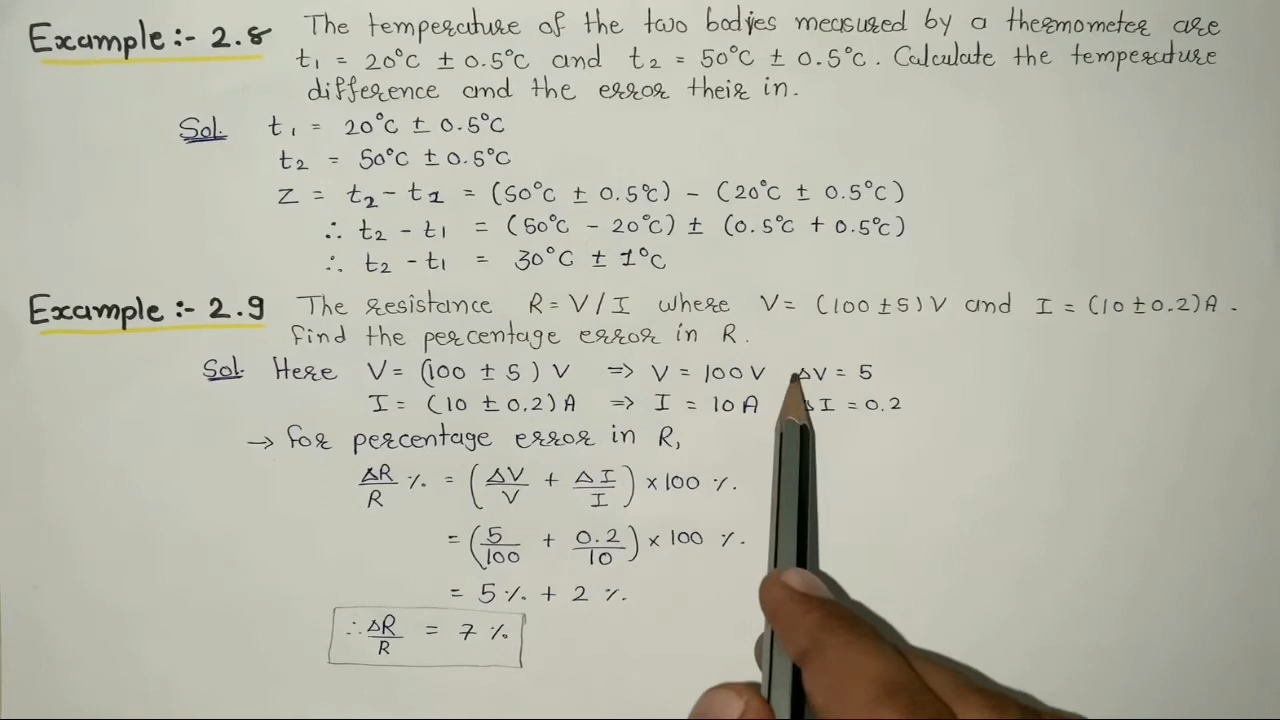 Example:- 2.8 The temperature of the two bodies measured by a thermometer are
t₁ = 20°C ± 0.5°C and t₂ = 50°C ± 0.5°C. Calculate the temperature
difference and the error their in.
Sol. t₁ = 20°C ± 0.5°C
t₂ = 50°C ± 0.5°C
Z = t₂ - t₁ = (50°C ± 0.5°C) - (20°C ± 0.5°C)
∴ t₂ - t₁ = (50°C - 20°C) ± (0.5°C + 0.5°C)
∴ t₂ - t₁ = 30°C ± 1°C
Example:- 2.9 The resistance R = V/I where V = (100 ± 5) V and I = (10 ± 0.2) A.
find the percentage error in R.
Sol. Here V = (100 ± 5) V ⇒ V = 100 V ΔV = 5
I = (10 ± 0.2) A ⇒ I = 10 A ΔI = 0.2
→ for percentage error in R,
ΔR/R % = (ΔV/V + ΔI/I) × 100 %.
= (5/100 + 0.2/10) × 100 %.
= 5 % + 2 %.
∴ ΔR/R = 7 %